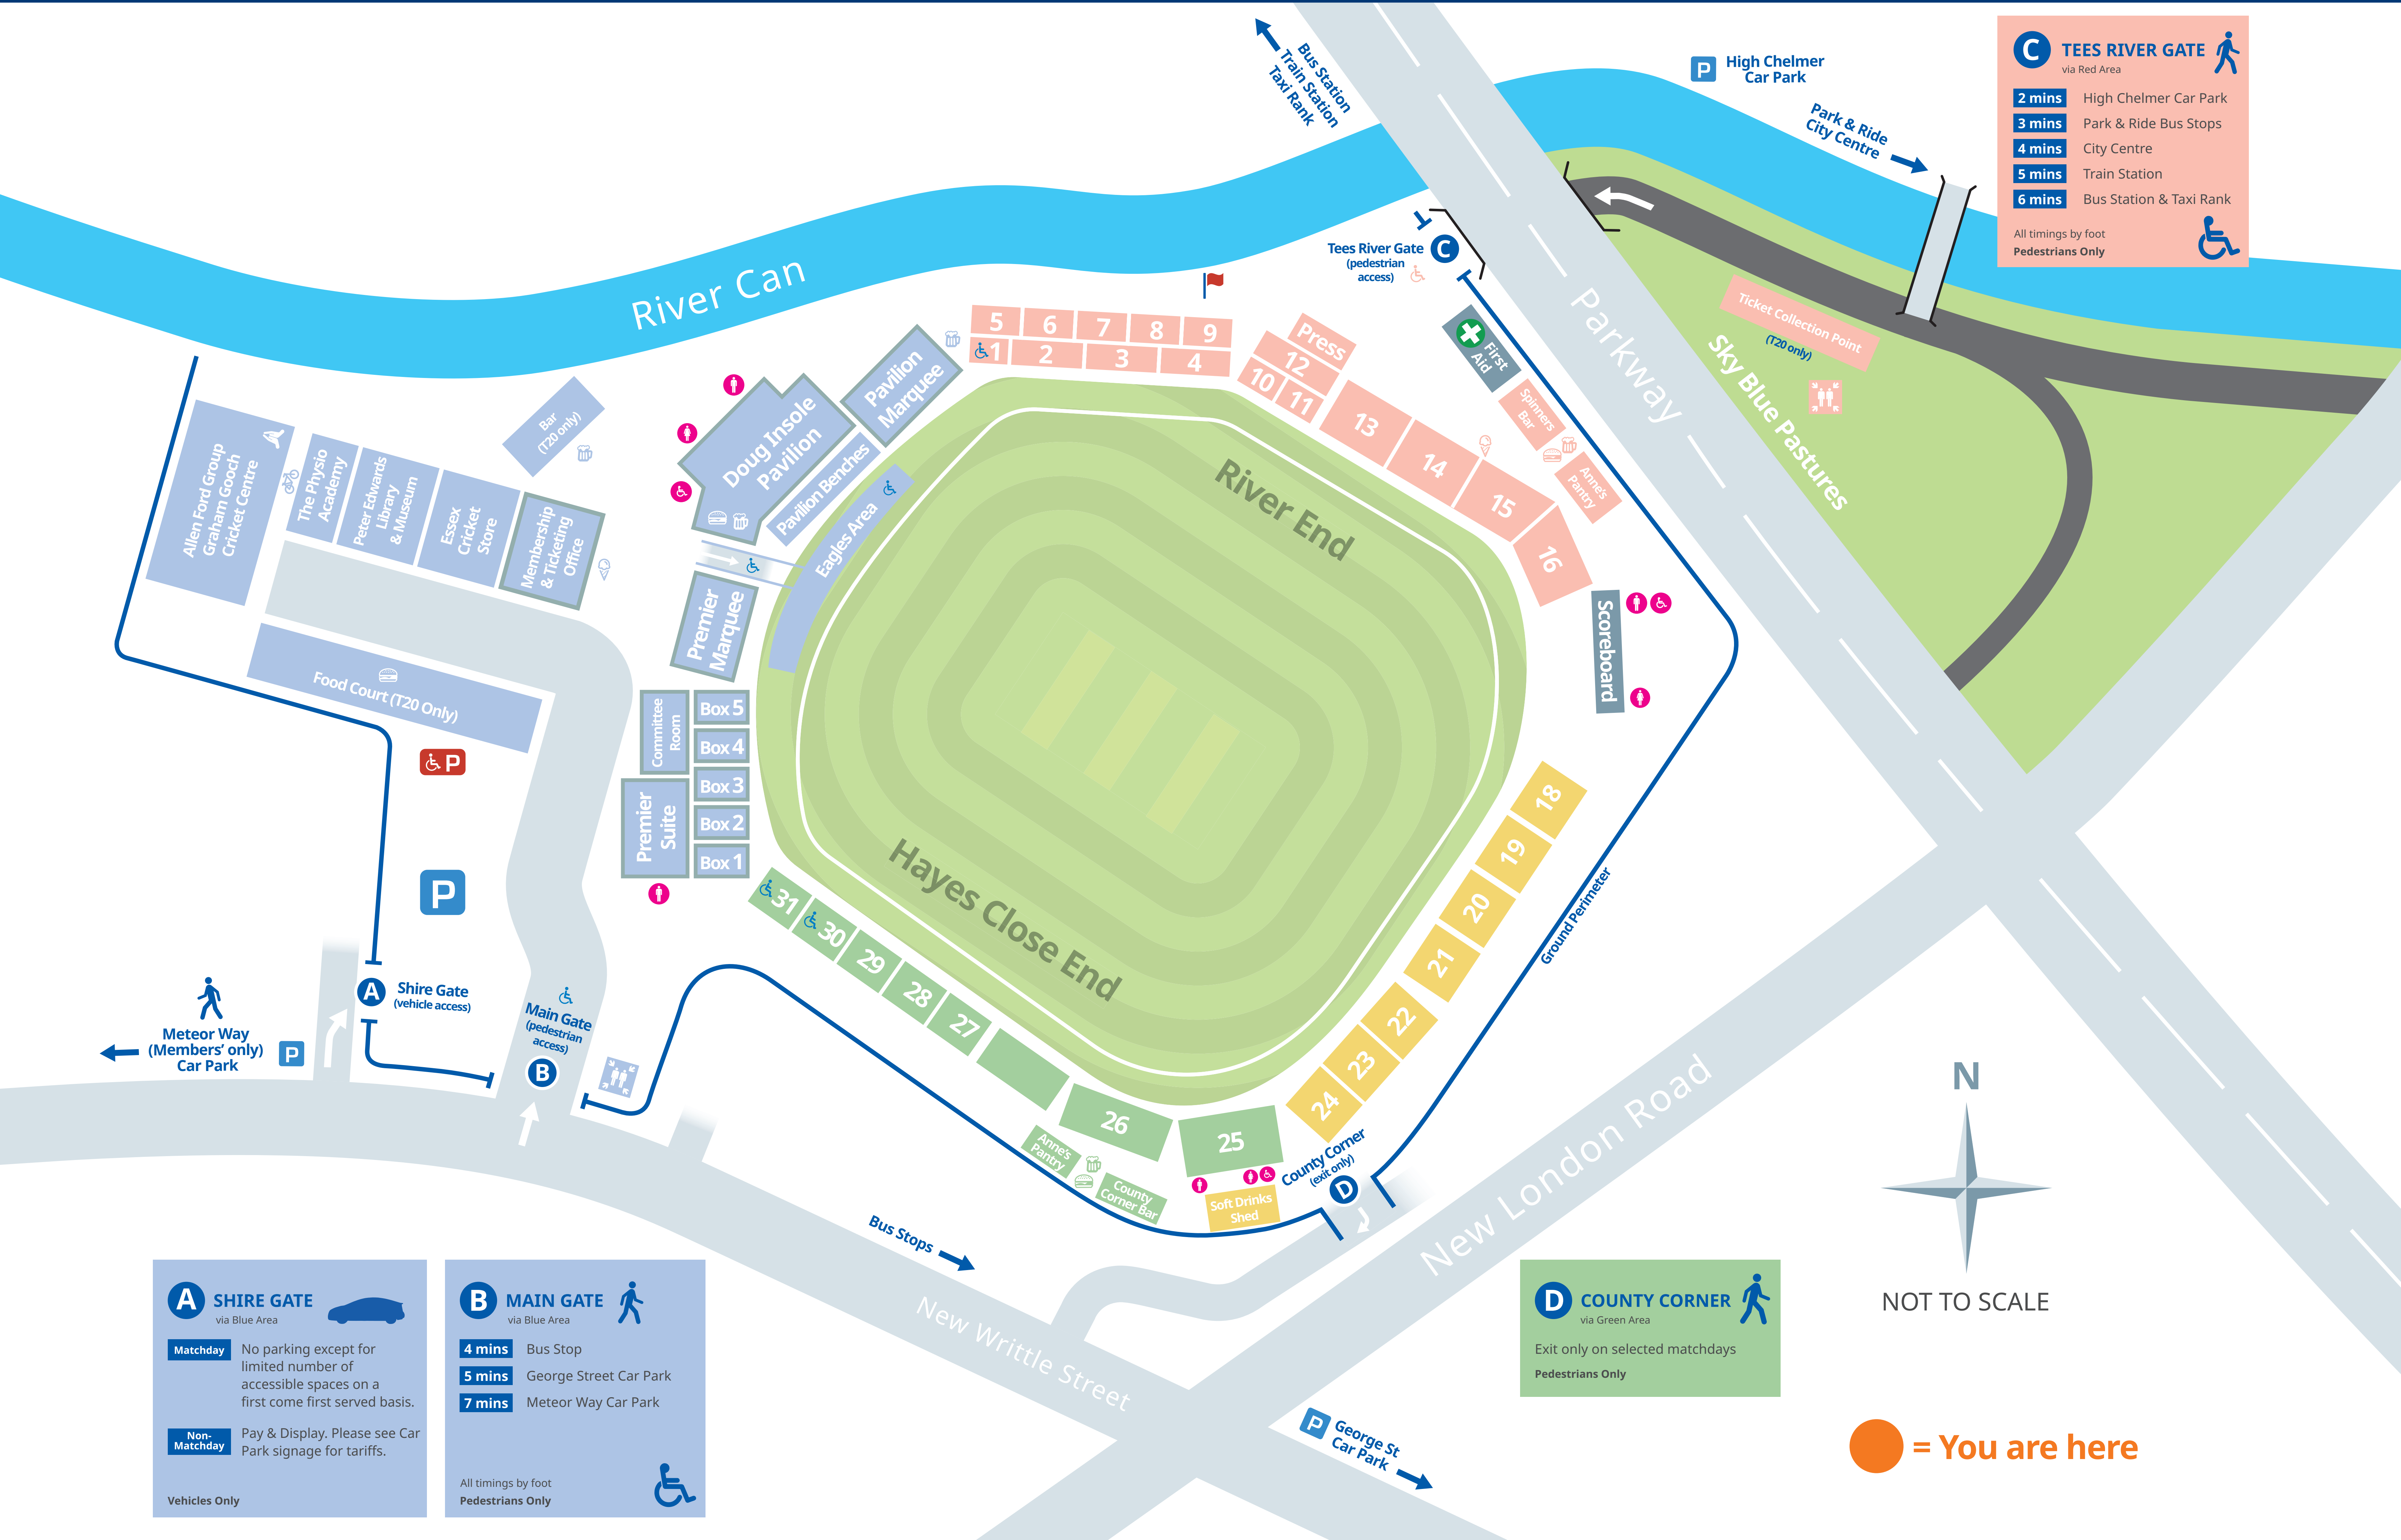 Bus Station
Train Station
Taxi Rank
P
High Chelmer
Car Park
Park & Ride
City Centre
C
TEES RIVER GATE
via Red Area
2 mins
High Chelmer Car Park
3 mins
Park & Ride Bus Stops
4 mins
City Centre
5 mins
Train Station
6 mins
Bus Station & Taxi Rank
All timings by foot
Pedestrians Only
River Can
Tees River Gate
(pedestrian
access)
C
Parkway
Sky Blue Pastures
Ticket Collection Point
(T20 only)
First
Aid
Spinners
Bar
Anne's
Pantry
5
6
7
8
9
1
2
3
4
Press
12
10
11
13
14
15
16
Scoreboard
Pavilion
Marquee
Doug Insole
Pavilion
Pavilion Benches
Eagles Area
Bar
(T20 only)
Allen Ford Group
Graham Gooch
Cricket Centre
The Physio
Academy
Peter Edwards
Library
& Museum
Essex
Cricket
Store
Membership
& Ticketing
Office
Food Court (T20 Only)
Premier
Marquee
Committee
Room
Premier
Suite
Box 5
Box 4
Box 3
Box 2
Box 1
River End
Hayes Close End
P
P
A
Shire Gate
(vehicle access)
Main Gate
(pedestrian
access)
B
Meteor Way
(Members’ only)
Car Park
P
31
30
29
28
27
26
25
18
19
20
21
22
23
24
Ground Perimeter
Anne's
Pantry
County
Corner Bar
Soft Drinks
Shed
County Corner
(exit only)
D
New London Road
Bus Stops
New Writtle Street
P
George St
Car Park
N
NOT TO SCALE
A
SHIRE GATE
via Blue Area
Matchday
No parking except for
limited number of
accessible spaces on a
first come first served basis.
Non-
Matchday
Pay & Display. Please see Car
Park signage for tariffs.
Vehicles Only
B
MAIN GATE
via Blue Area
4 mins
Bus Stop
5 mins
George Street Car Park
7 mins
Meteor Way Car Park
All timings by foot
Pedestrians Only
D
COUNTY CORNER
via Green Area
Exit only on selected matchdays
Pedestrians Only
= You are here